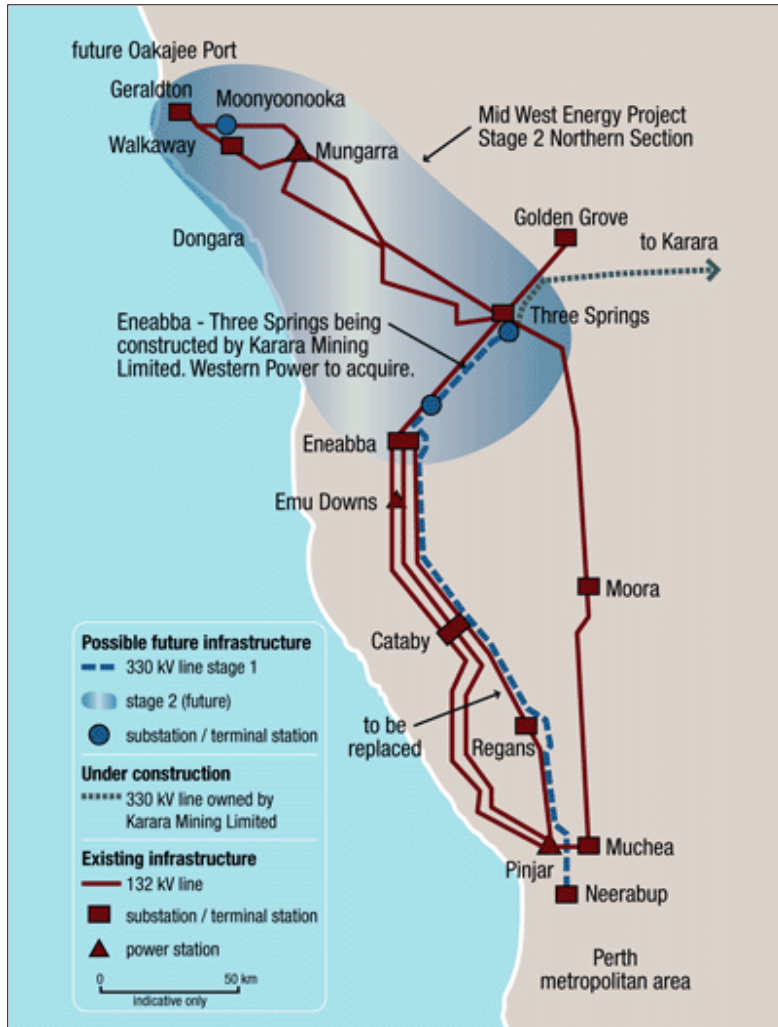 future Oakajee Port
Geraldton
Moonyoonooka
Walkaway
Mungarra
Mid West Energy Project
Stage 2 Northern Section
Dongara
Golden Grove
to Karara
Three Springs
Eneabba - Three Springs being
constructed by Karara Mining
Limited. Western Power to acquire.
Eneabba
Emu Downs
Moora
Cataby
to be
replaced
Regans
Pinjar
Muchea
Neerabup
Perth
metropolitan area
Possible future infrastructure
330 kV line stage 1
stage 2 (future)
substation / terminal station
Under construction
330 kV line owned by
Karara Mining Limited
Existing infrastructure
132 kV line
substation / terminal station
power station
0 50 km
indicative only